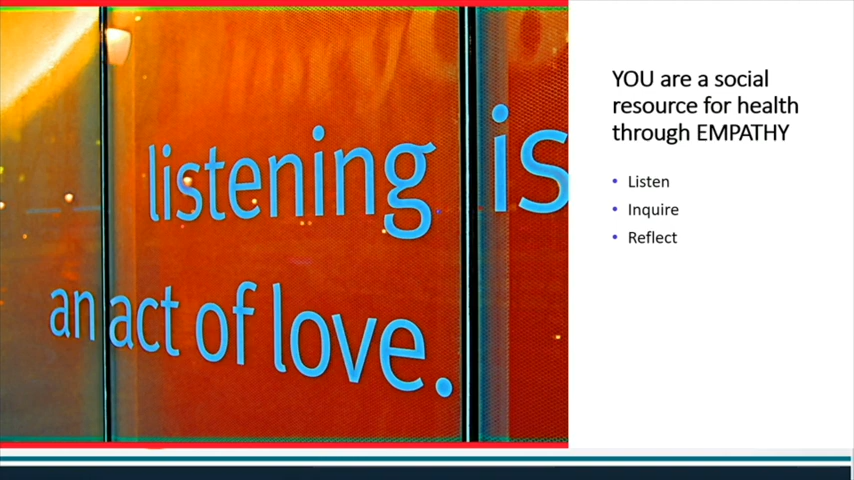 listening is
an act of love.
YOU are a social
resource for health
through EMPATHY
• Listen
• Inquire
• Reflect